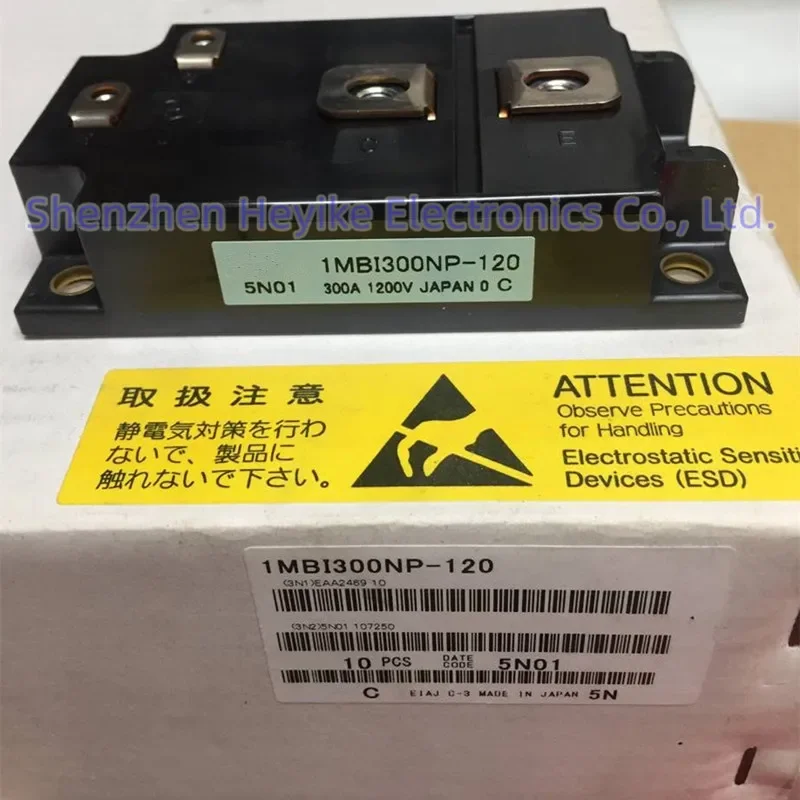 C
E
Shenzhen Heyike Electronics Co., Ltd.
1MBI300NP-120
5N01 300A 1200V JAPAN 0 C
取扱注意
静電気対策を行わ
ないで、製品に
触れないで下さい。
ATTENTION
Observe Precautions
for Handling
Electrostatic Sensiti
Devices (ESD)
1MBI300NP-120
(3N1)EAA2469 10
(3N2)5N01 107250
10 PCS DATE CODE 5N01
C EIAJ C-3 MADE IN JAPAN 5N